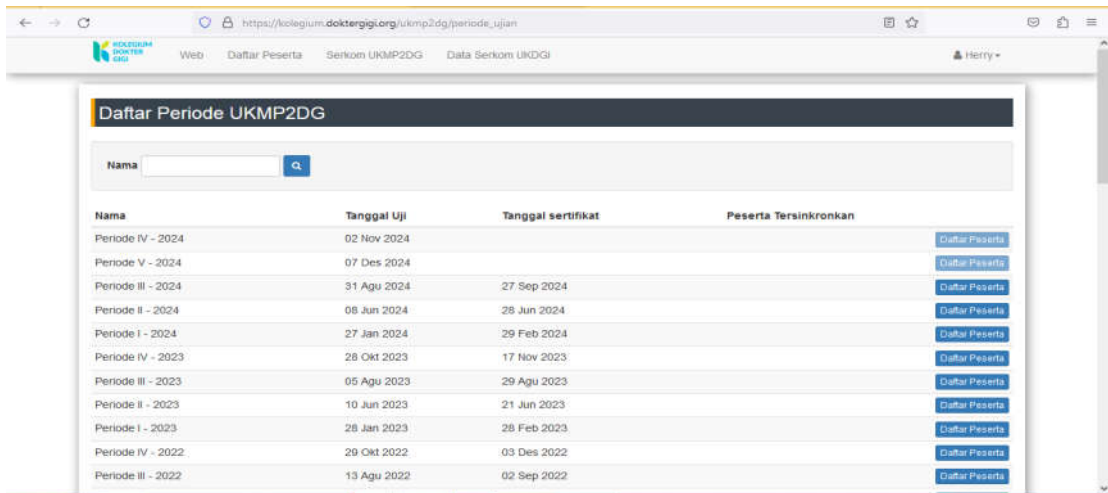 https://kolegium.doktergigi.org/ukmp2dg/periode_ujian
KOLEGIUM
DOKTER
GIGI
Web Daftar Peserta Serkom UKMP2DG Data Serkom UKDGI Herry
Daftar Periode UKMP2DG
Nama
Nama Tanggal Uji Tanggal sertifikat Peserta Tersinkronkan
Periode IV - 2024 02 Nov 2024 Daftar Peserta
Periode V - 2024 07 Des 2024 Daftar Peserta
Periode III - 2024 31 Agu 2024 27 Sep 2024 Daftar Peserta
Periode II - 2024 08 Jun 2024 28 Jun 2024 Daftar Peserta
Periode I - 2024 27 Jan 2024 29 Feb 2024 Daftar Peserta
Periode IV - 2023 28 Okt 2023 17 Nov 2023 Daftar Peserta
Periode III - 2023 05 Agu 2023 29 Agu 2023 Daftar Peserta
Periode II - 2023 10 Jun 2023 21 Jun 2023 Daftar Peserta
Periode I - 2023 28 Jan 2023 28 Feb 2023 Daftar Peserta
Periode IV - 2022 29 Okt 2022 03 Des 2022 Daftar Peserta
Periode III - 2022 13 Agu 2022 02 Sep 2022 Daftar Peserta